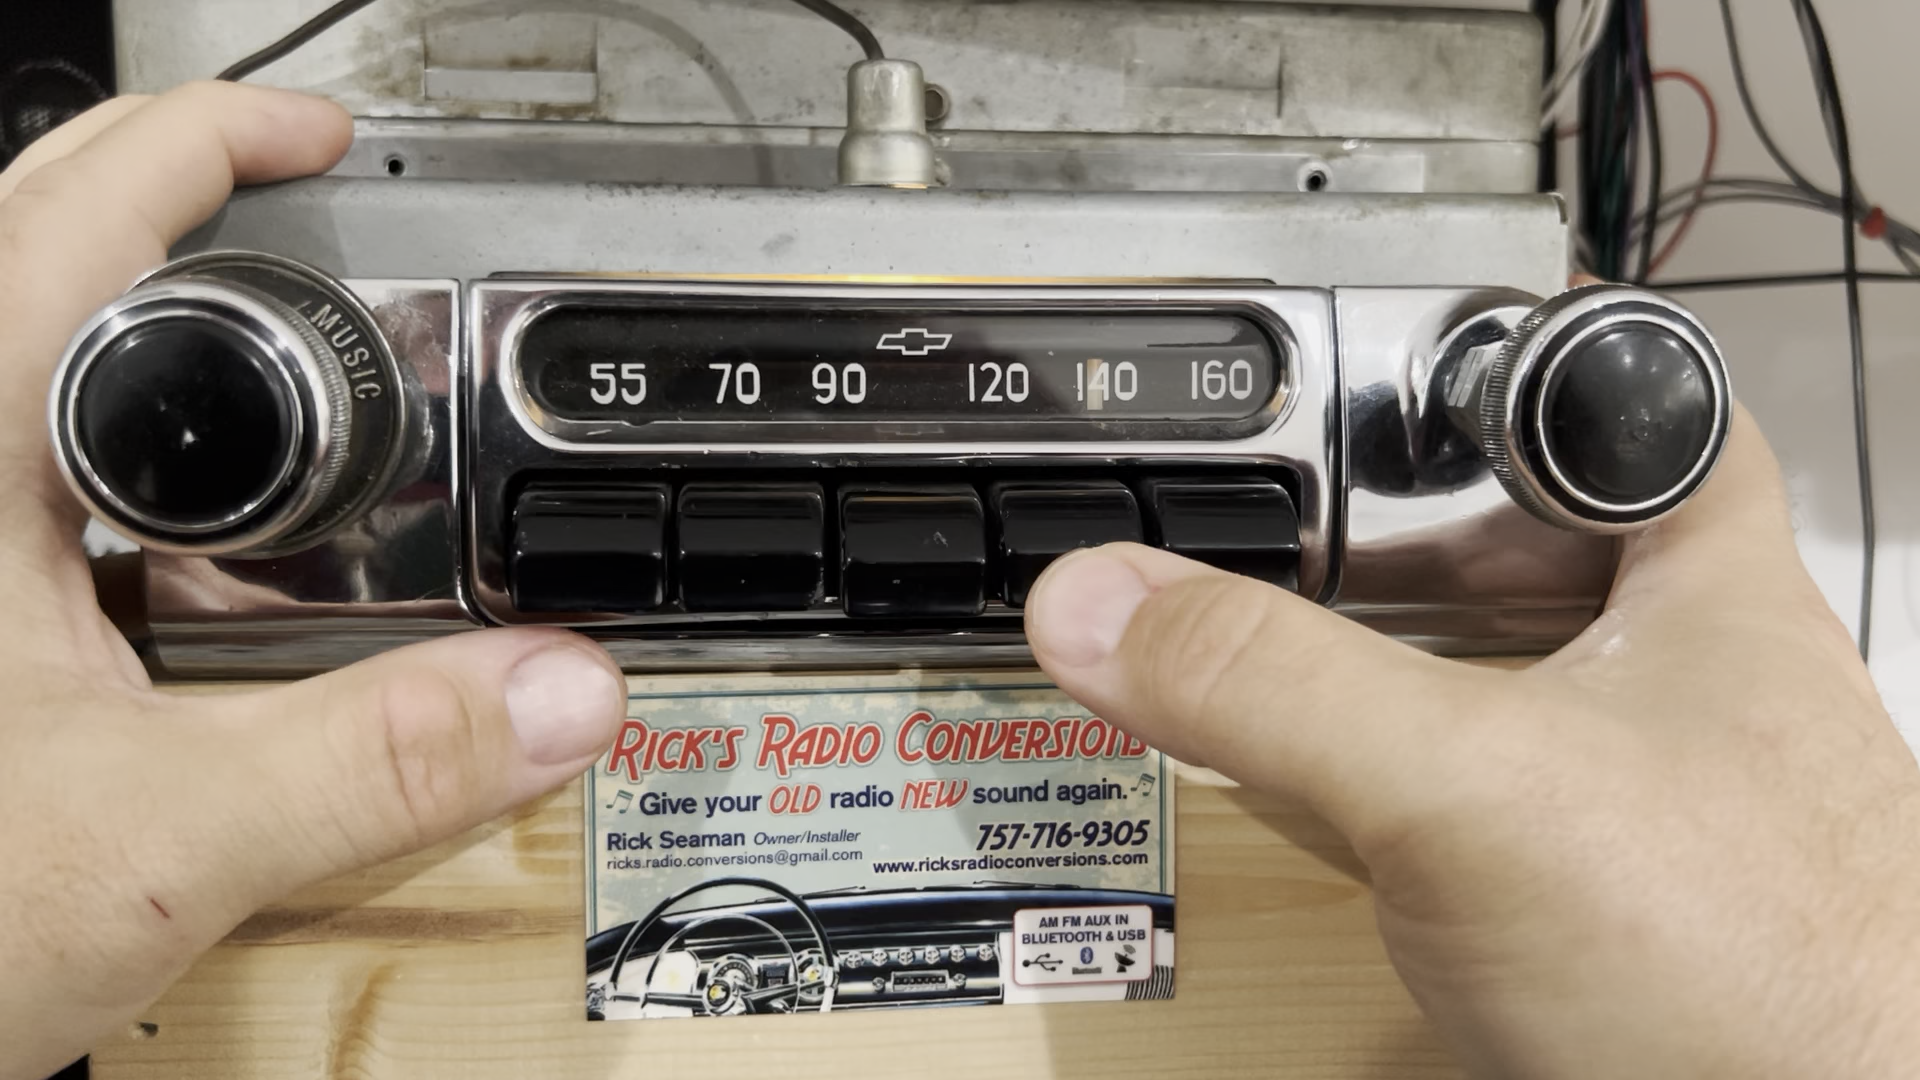 MUSIC
55 70 90 120 140 160
RICK'S RADIO CONVERSIONS
Give your OLD radio NEW sound again.
Rick Seaman Owner/Installer
757-716-9305
ricks.radio.conversions@gmail.com
www.ricksradioconversions.com
AM FM AUX IN
BLUETOOTH & USB
Bluetooth